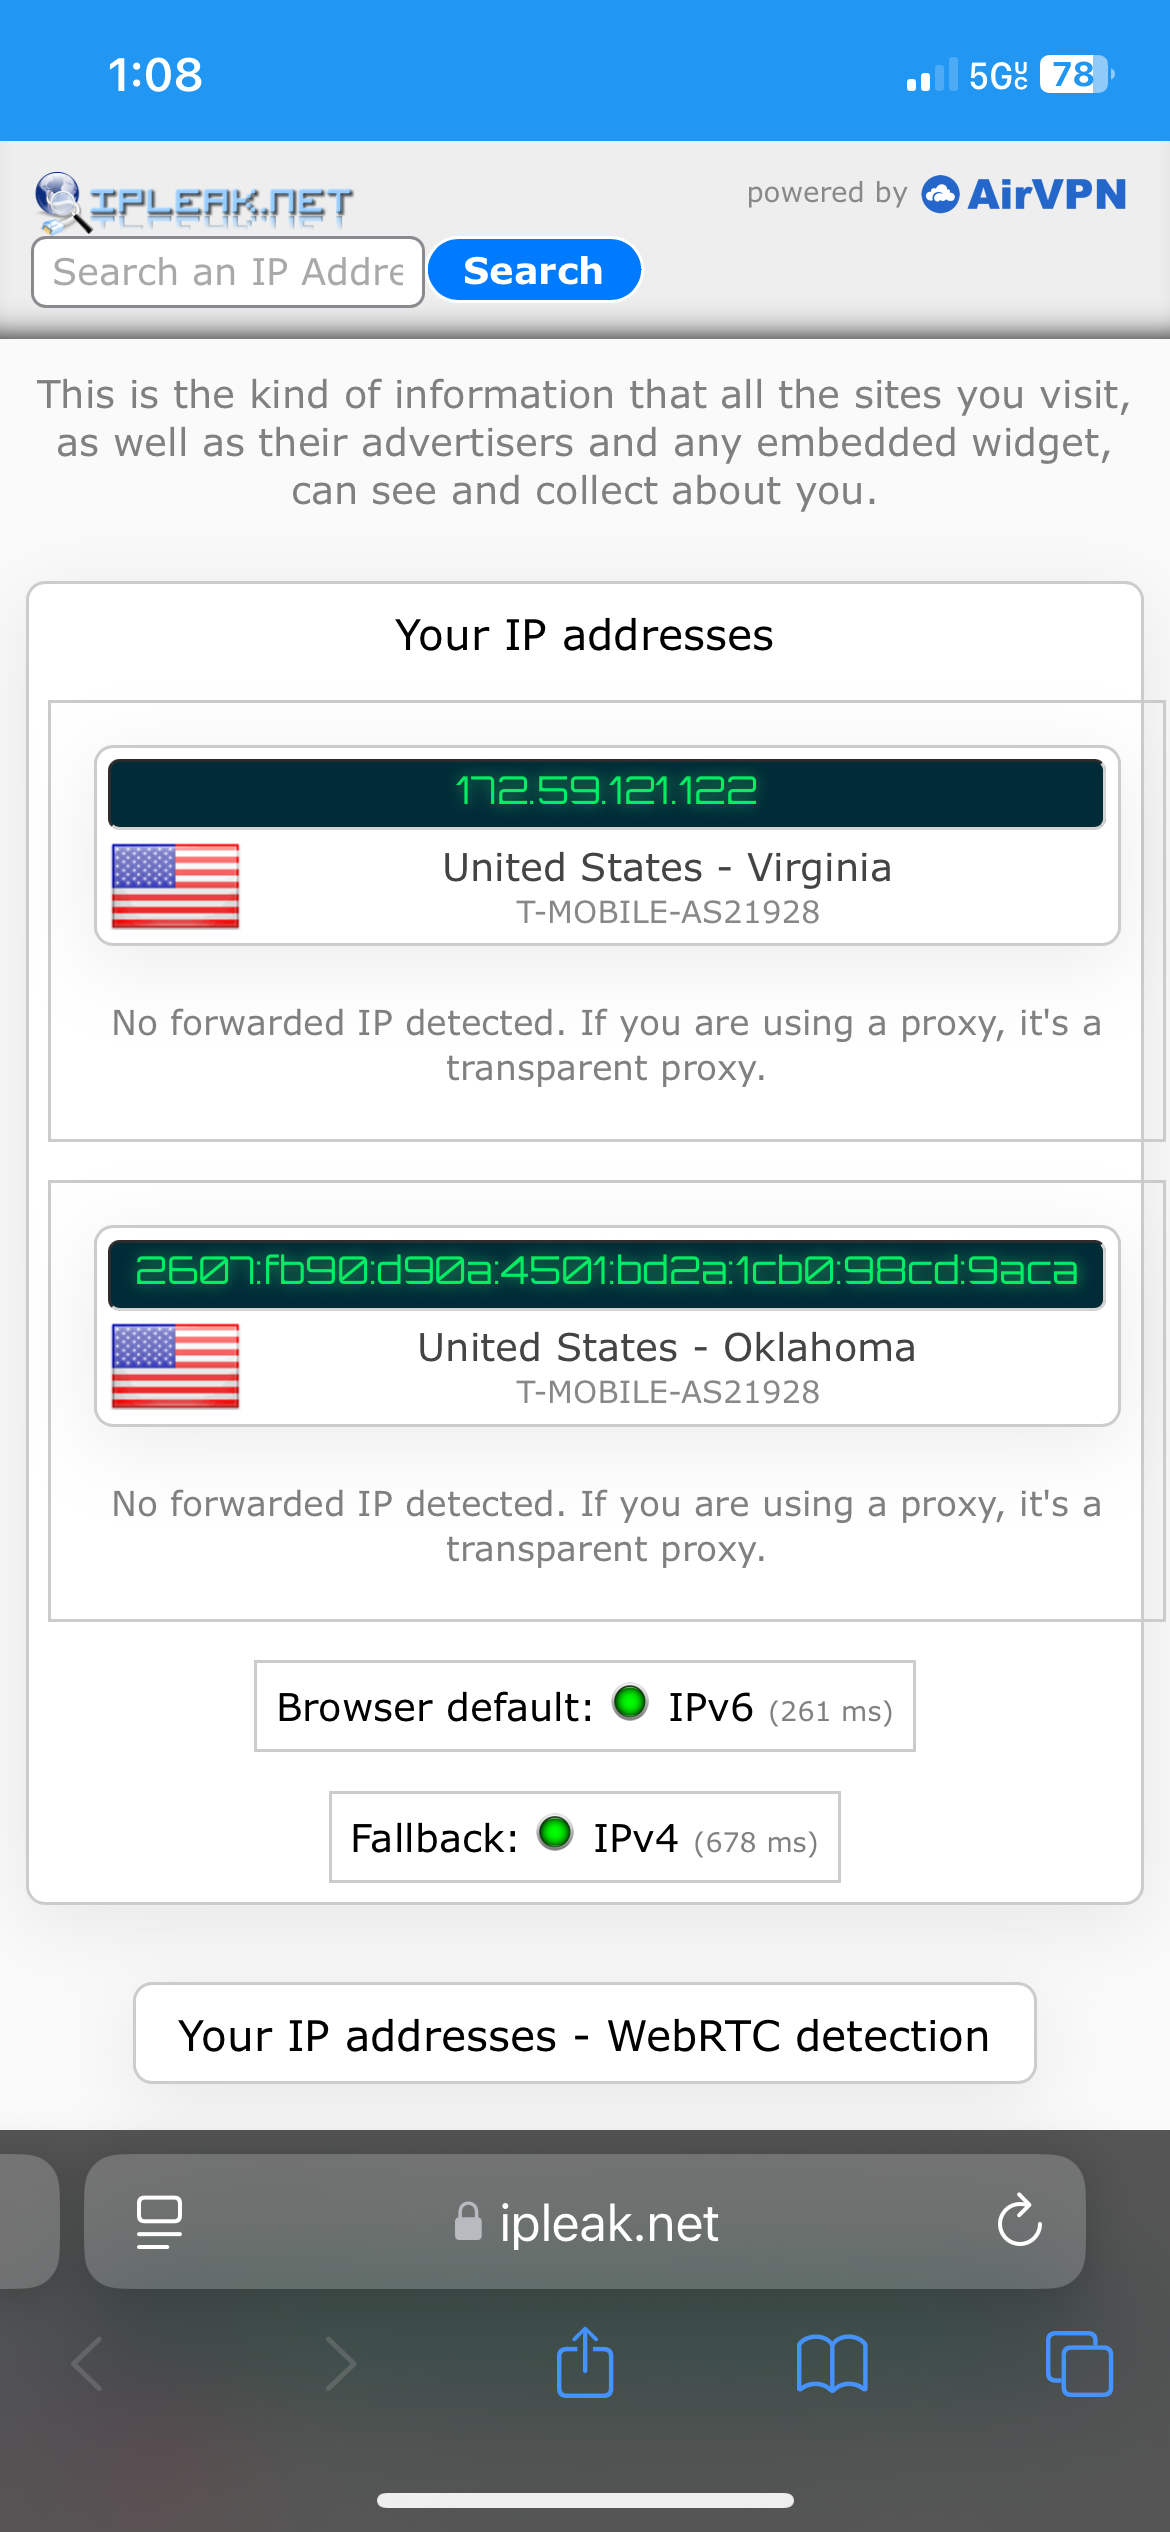 1:08
5GUC 78
IPLEAK.NET
powered by AirVPN
Search an IP Addre
Search
This is the kind of information that all the sites you visit,
as well as their advertisers and any embedded widget,
can see and collect about you.
Your IP addresses
172.59.121.122
United States - Virginia
T-MOBILE-AS21928
No forwarded IP detected. If you are using a proxy, it's a
transparent proxy.
2607:fb90:d90a:4501:bd2a:1cb0:98cd:9aca
United States - Oklahoma
T-MOBILE-AS21928
No forwarded IP detected. If you are using a proxy, it's a
transparent proxy.
Browser default: IPv6 (261 ms)
Fallback: IPv4 (678 ms)
Your IP addresses - WebRTC detection
ipleak.net